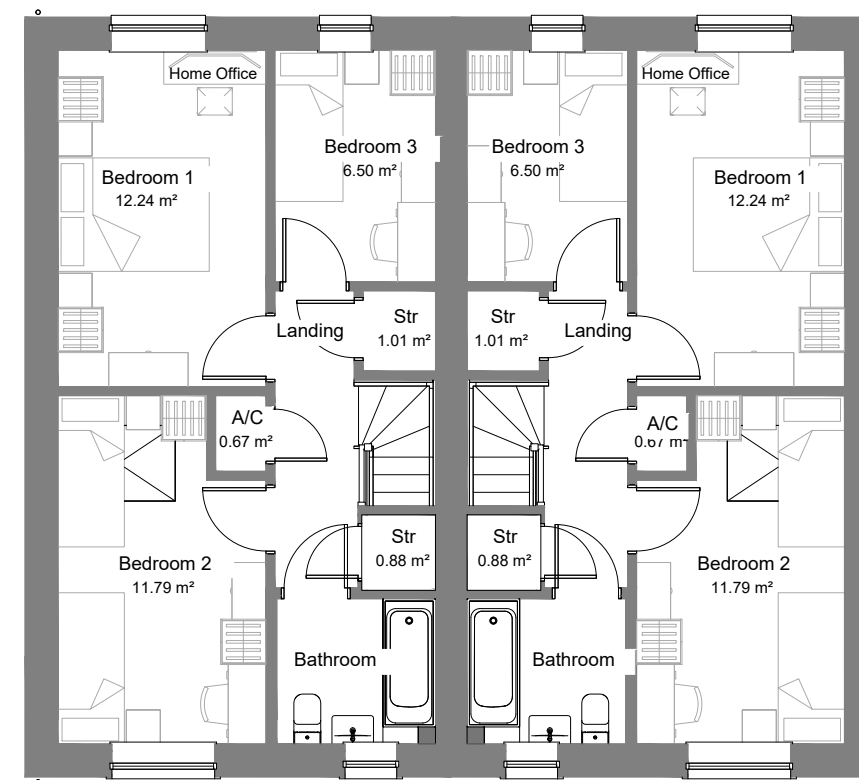 Home Office
Home Office
Bedroom 3
6.50 m²
Bedroom 3
6.50 m²
Bedroom 1
12.24 m²
Bedroom 1
12.24 m²
Str
1.01 m²
Str
1.01 m²
Landing
Landing
A/C
0.67 m²
A/C
0.67 m²
Str
0.88 m²
Str
0.88 m²
Bedroom 2
11.79 m²
Bedroom 2
11.79 m²
Bathroom
Bathroom